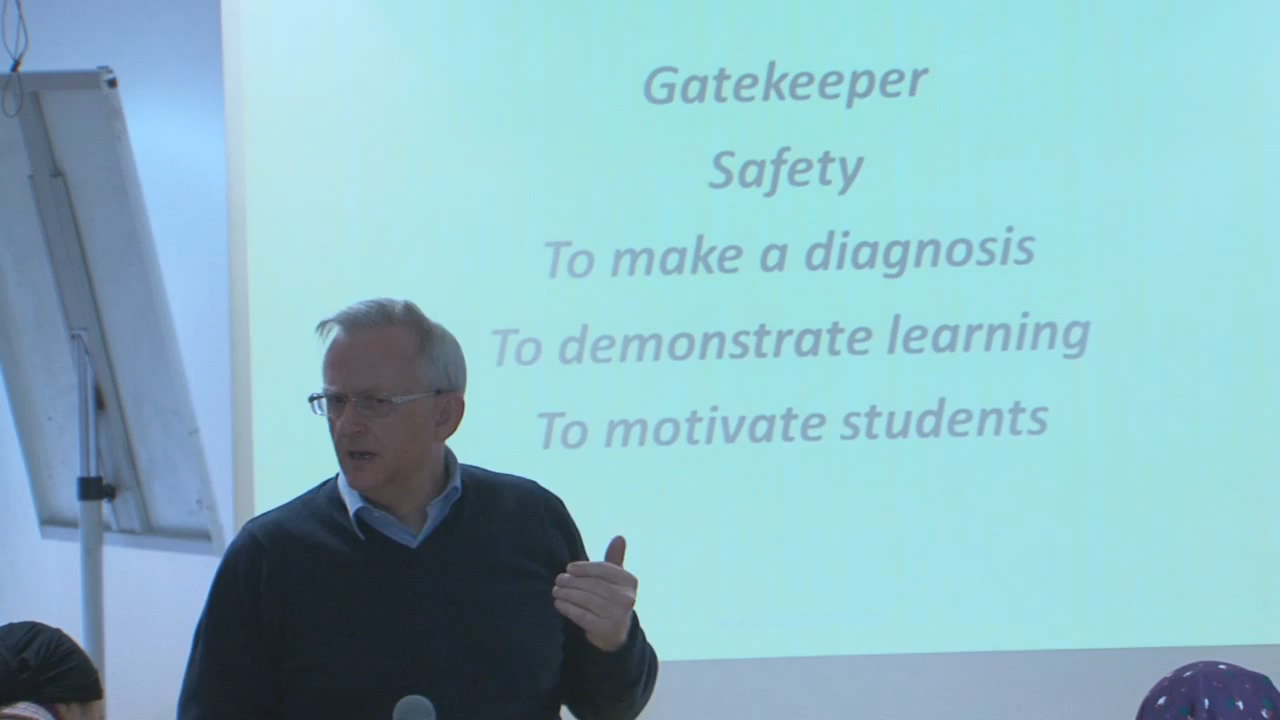 Gatekeeper
Safety
To make a diagnosis
To demonstrate learning
To motivate students